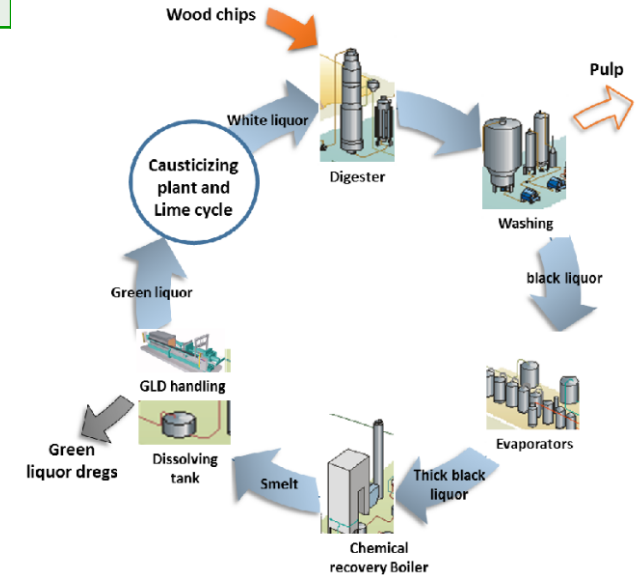 Wood chips
Pulp
White liquor
Digester
Causticizing
plant and
Lime cycle
Washing
black liquor
Green liquor
GLD handling
Evaporators
Green
liquor dregs
Dissolving
tank
Smelt
Thick black
liquor
Chemical
recovery Boiler